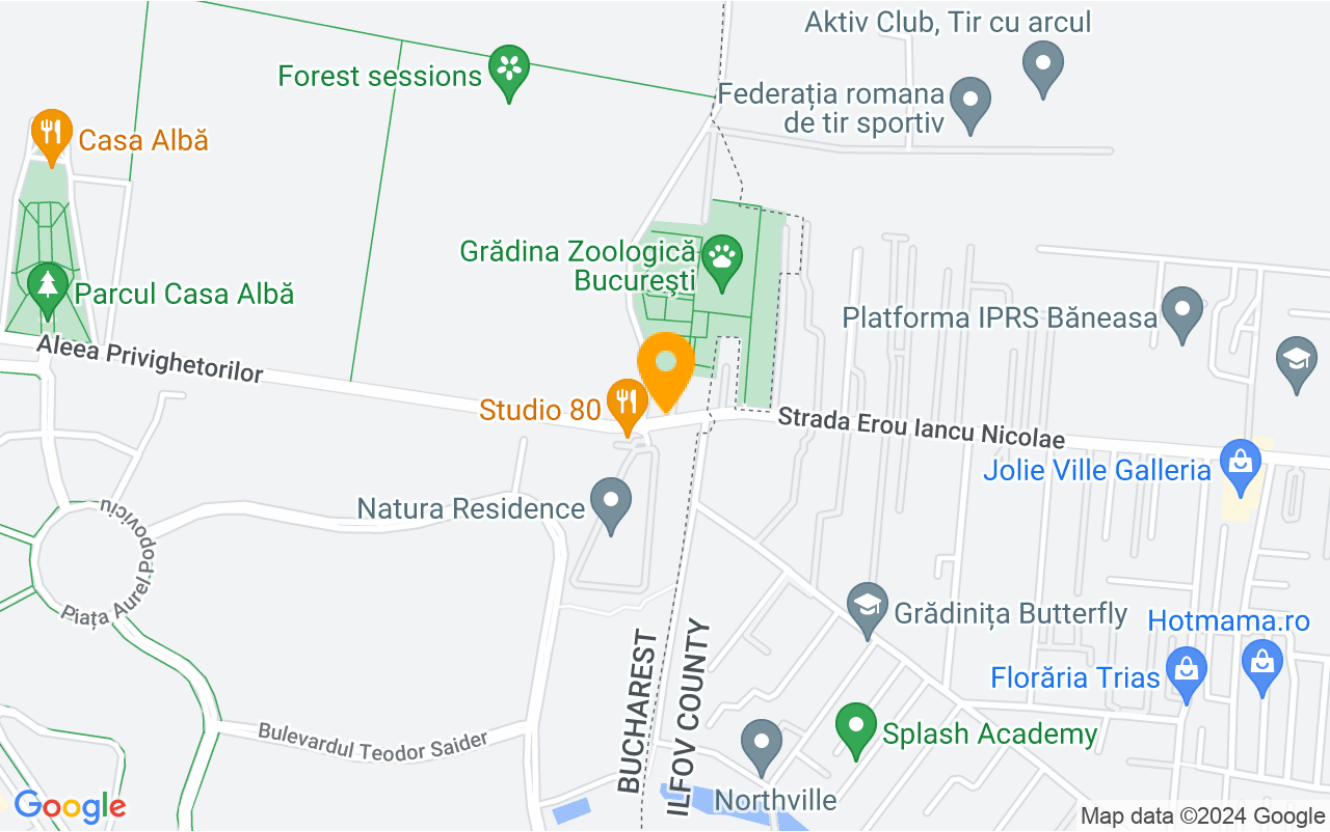 Aktiv Club, Tir cu arcul
Forest sessions
Federația romana
de tir sportiv
Casa Albă
Grădina Zoologică
Bucureşti
Parcul Casa Albă
Platforma IPRS Băneasa
Aleea Privighetorilor
Studio 80
Strada Erou Iancu Nicolae
Jolie Ville Galleria
Natura Residence
Piața Aurel Popoviciu
Grădinița Butterfly
Hotmama.ro
BUCHAREST
ILFOV COUNTY
Florăria Trias
Bulevardul Teodor Saider
Splash Academy
Northville
Google
Map data ©2024 Google